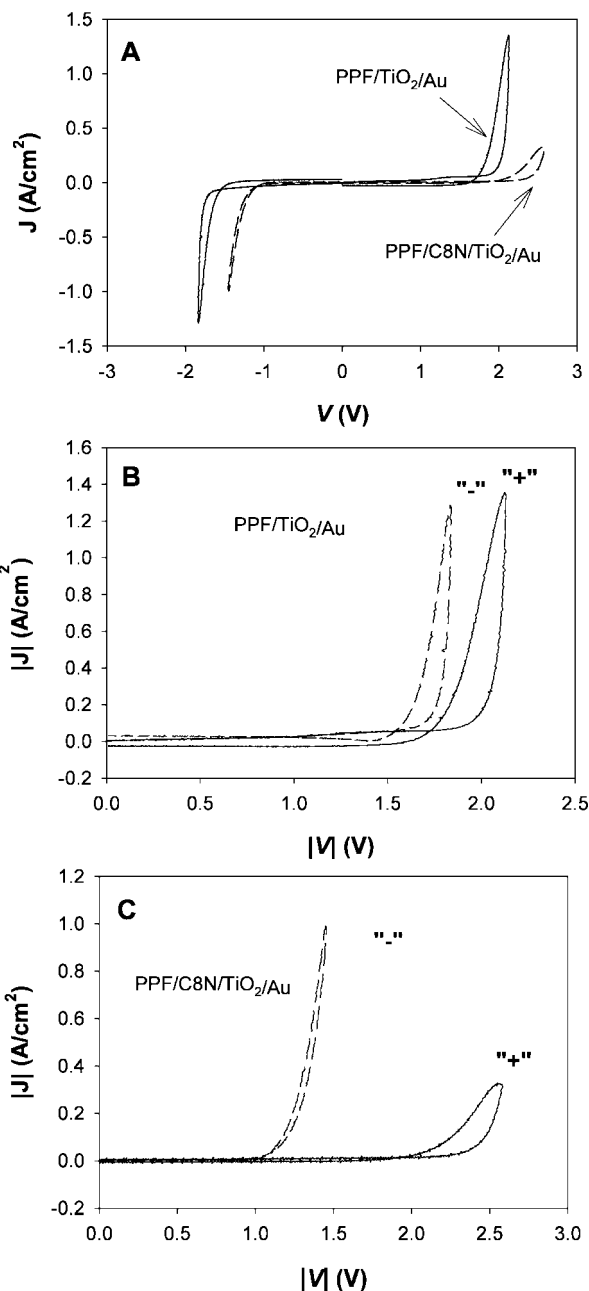 A
PPF/TiO₂/Au
PPF/C8N/TiO₂/Au
J (A/cm²)
1.5
1.0
0.5
0.0
-0.5
-1.0
-1.5
-3 -2 -1 0 1 2 3
V (V)
B
"-" "+"
PPF/TiO₂/Au
|J| (A/cm²)
1.6
1.4
1.2
1.0
0.8
0.6
0.4
0.2
0.0
-0.2
0.0 0.5 1.0 1.5 2.0 2.5
|V| (V)
C
"-"
PPF/C8N/TiO₂/Au
"+"
|J| (A/cm²)
1.2
1.0
0.8
0.6
0.4
0.2
0.0
-0.2
0.0 0.5 1.0 1.5 2.0 2.5 3.0
|V| (V)